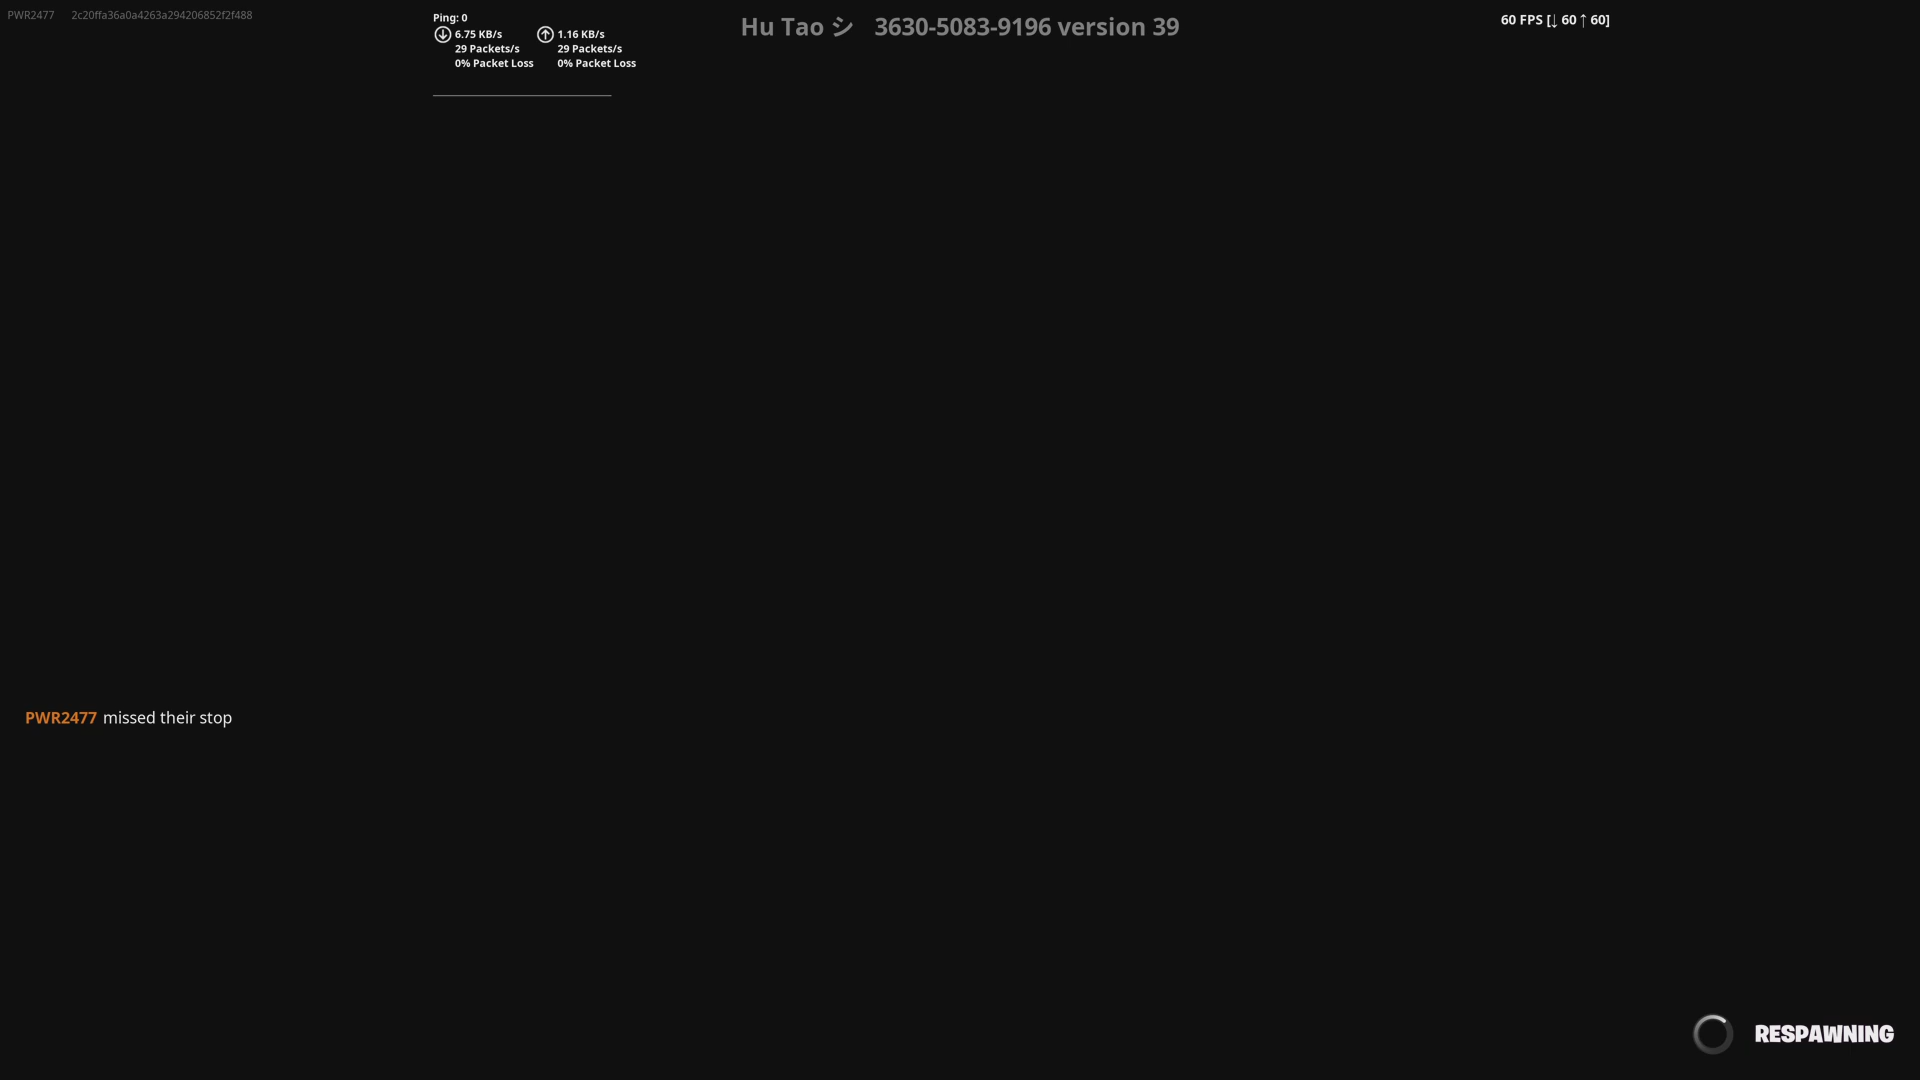 PWR2477 2c20ffa36a0a4263a294206852f2f488
Ping: 0
6.75 KB/s 1.16 KB/s
29 Packets/s 29 Packets/s
0% Packet Loss 0% Packet Loss
Hu Tao シ 3630-5083-9196 version 39
60 FPS [↓ 60 ↑ 60]
PWR2477 missed their stop
RESPAWNING